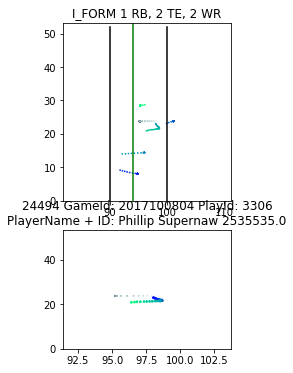 I_FORM 1 RB, 2 TE, 2 WR
50
40
30
20
10
0
90 100 110
24494 GameId: 2017100804 PlayId: 3306
PlayerName + ID: Phillip Supernaw 2535535.0
40
20
0
92.5 95.0 97.5 100.0 102.5